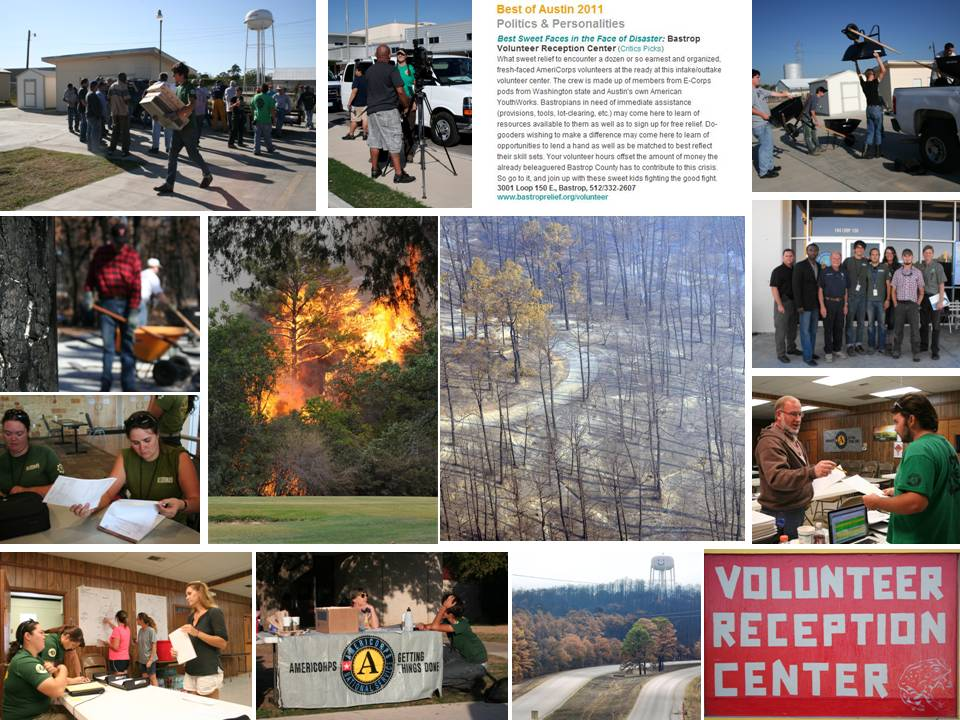 Best of Austin 2011
Politics & Personalities
Best Sweet Faces in the Face of Disaster: Bastrop
Volunteer Reception Center (Critics Picks)
What sweet relief to encounter a dozen or so earnest and organized,
fresh-faced AmeriCorps volunteers at the ready at this intake/outtake
volunteer center. The crew is made up of members from E-Corps
pods from Washington state and Austin's own American
YouthWorks. Bastropians in need of immediate assistance
(provisions, tools, lot-clearing, etc.) may come here to learn of
resources available to them as well as to sign up for free relief. Do-
gooders wishing to make a difference may come here to learn of
opportunities to lend a hand as well as be matched to best reflect
their skill sets. Your volunteer hours offset the amount of money the
already beleaguered Bastrop County has to contribute to this crisis.
So go to it, and join up with these sweet kids fighting the good fight.
3001 Loop 150 E., Bastrop, 512/332-2607
www.bastroprelief.org/volunteer
AMERICORPS
A
AMERICORPS
NATIONAL SERVICE
GETTING
THINGS DONE
VOLUNTEER
RECEPTION
CENTER